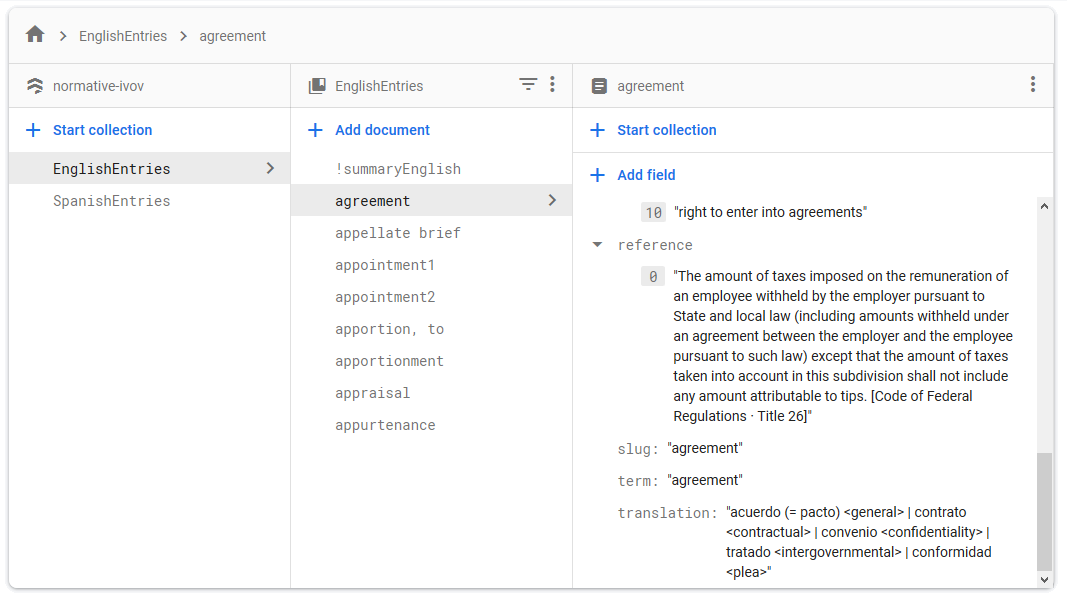 EnglishEntries > agreement
normative-ivov
Start collection
EnglishEntries
SpanishEntries
EnglishEntries
Add document
!summaryEnglish
agreement
appellate brief
appointment1
appointment2
apportion, to
apportionment
appraisal
appurtenance
agreement
Start collection
Add field
10 "right to enter into agreements"
reference
0 "The amount of taxes imposed on the remuneration of
an employee withheld by the employer pursuant to
State and local law (including amounts withheld under
an agreement between the employer and the employee
pursuant to such law) except that the amount of taxes
taken into account in this subdivision shall not include
any amount attributable to tips. [Code of Federal
Regulations · Title 26]"
slug: "agreement"
term: "agreement"
translation: "acuerdo (= pacto) <general> | contrato
<contractual> | convenio <confidentiality> |
tratado <intergovernmental> | conformidad
<plea>"